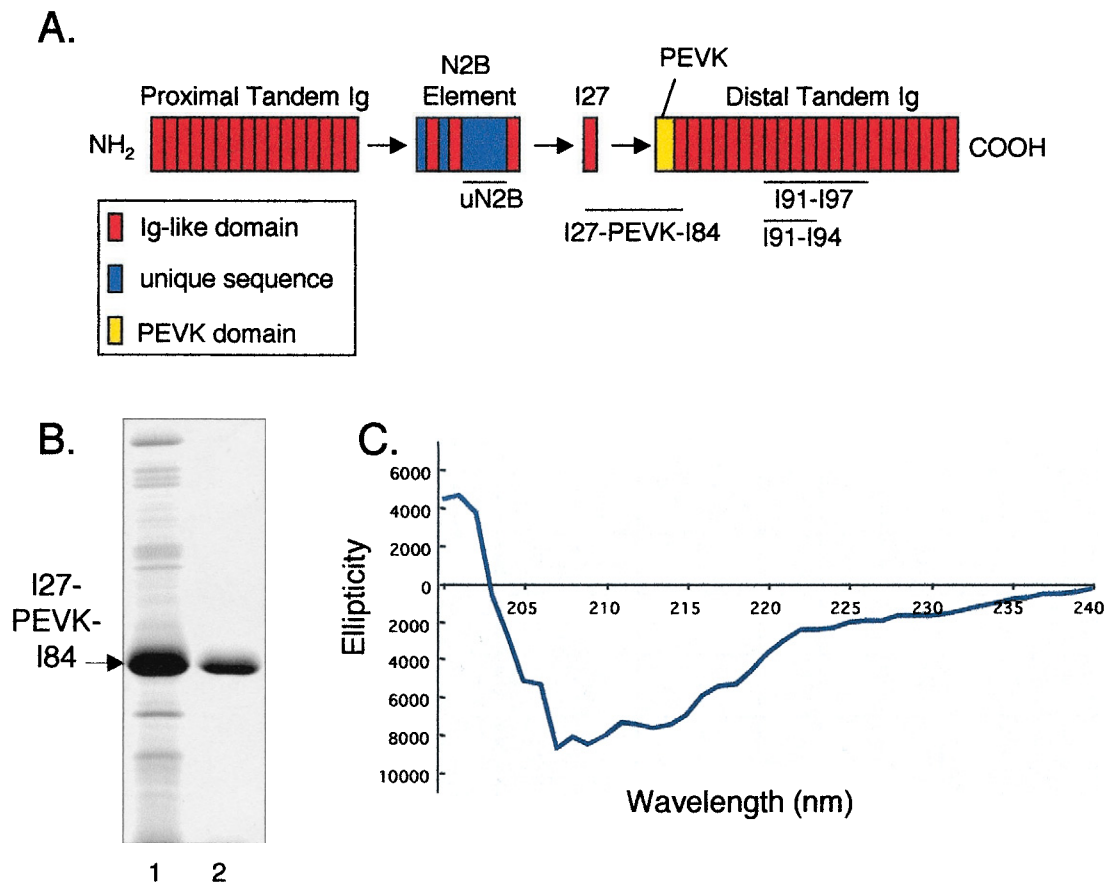 A.
PEVK
N2B
Element
Proximal Tandem Ig
I27
Distal Tandem Ig
NH2
COOH
uN2B
I91-I97
I27-PEVK-I84
I91-I94
Ig-like domain
unique sequence
PEVK domain
B.
I27-
PEVK-
I84
1 2
C.
Ellipticity
6000
4000
2000
0
2000
4000
6000
8000
10000
205 210 215 220 225 230 235 240
Wavelength (nm)